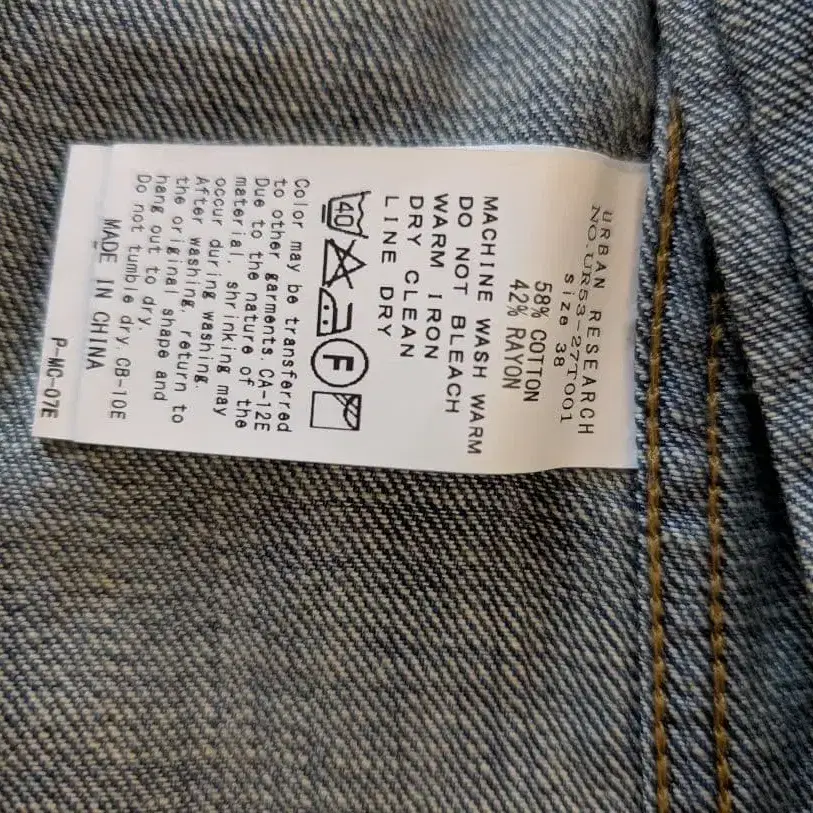 URBAN RESEARCH
NO.UR53-27T001
Size 38
58% COTTON
42% RAYON
MACHINE WASH WARM
DO NOT BLEACH
WARM IRON
DRY CLEAN
LINE DRY
40
F
Color may be transferred
to other garments. CA-12E
Due to the nature of the
material, shrinking may
occur during washing.
After washing, return to
the original shape and
hang out to dry.
Do not tumble dry. GB-10E
MADE IN CHINA
P-MC-07E